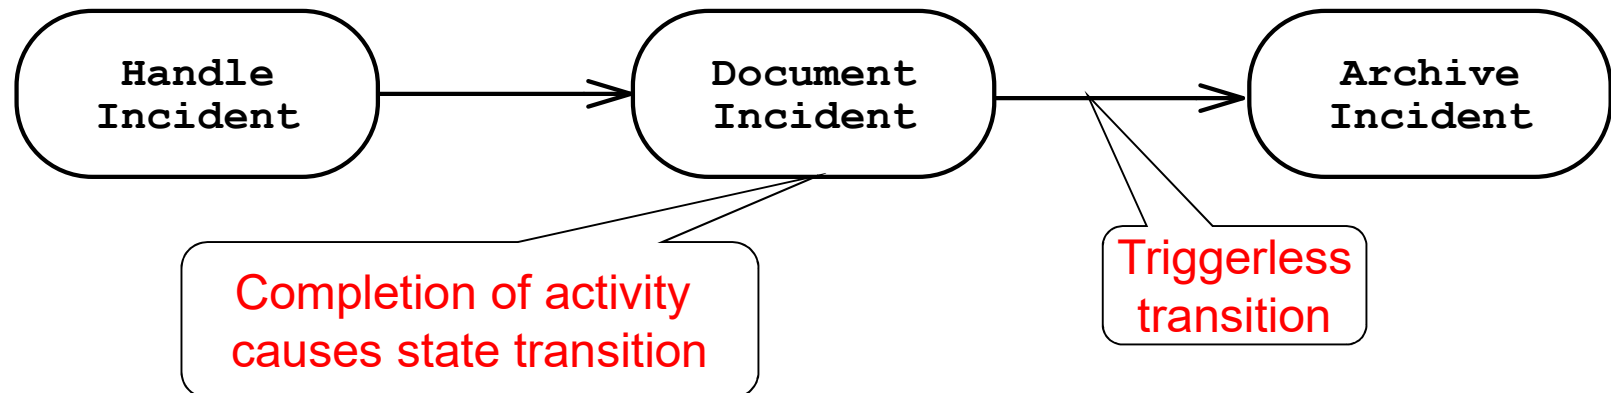 Handle
Incident
Document
Incident
Archive
Incident
Completion of activity
causes state transition
Triggerless
transition